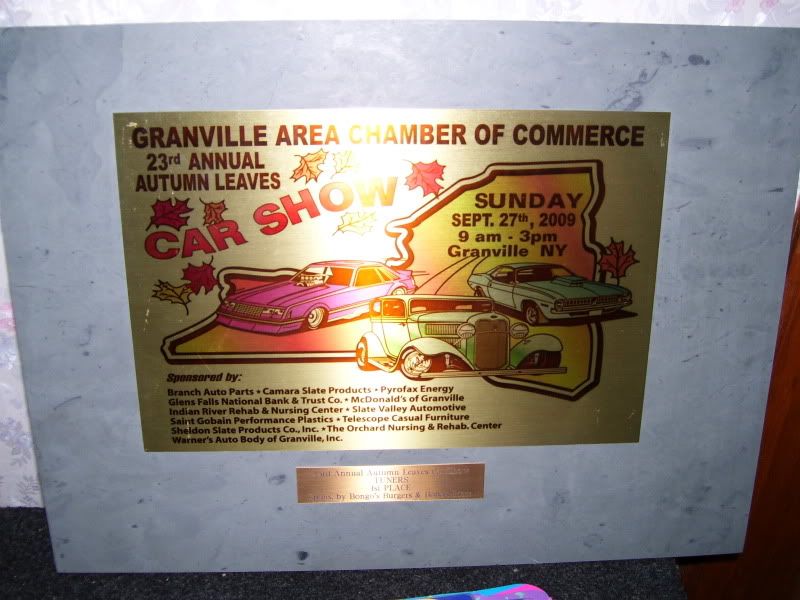 GRANVILLE AREA CHAMBER OF COMMERCE
23rd ANNUAL
AUTUMN LEAVES
CAR SHOW
SUNDAY
SEPT. 27th, 2009
9 am - 3pm
Granville NY
Sponsored by:
Branch Auto Parts * Camara Slate Products * Pyrofax Energy
Glens Falls National Bank & Trust Co. * McDonald's of Granville
Indian River Rehab & Nursing Center * Slate Valley Automotive
Saint Gobain Performance Plastics * Telescope Casual Furniture
Sheldon Slate Products Co., Inc. * The Orchard Nursing & Rehab. Center
Warner's Auto Body of Granville, Inc.
Annual Autumn Leaves
TUNERS
1st PLACE
by Bongo's Burgers &